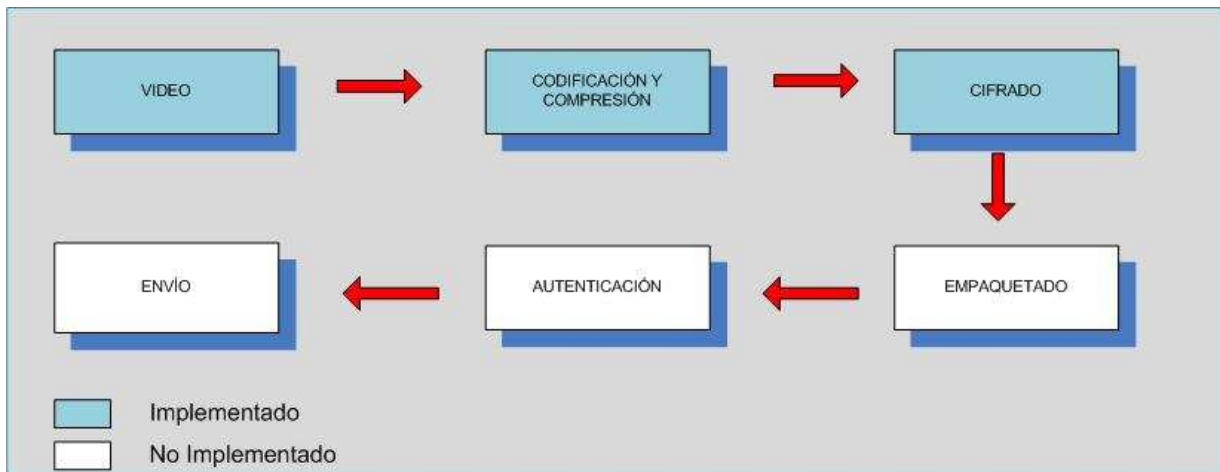 VIDEO
CODIFICACIÓN Y
COMPRESIÓN
CIFRADO
ENVÍO
AUTENTICACIÓN
EMPAQUETADO
Implementado
No Implementado